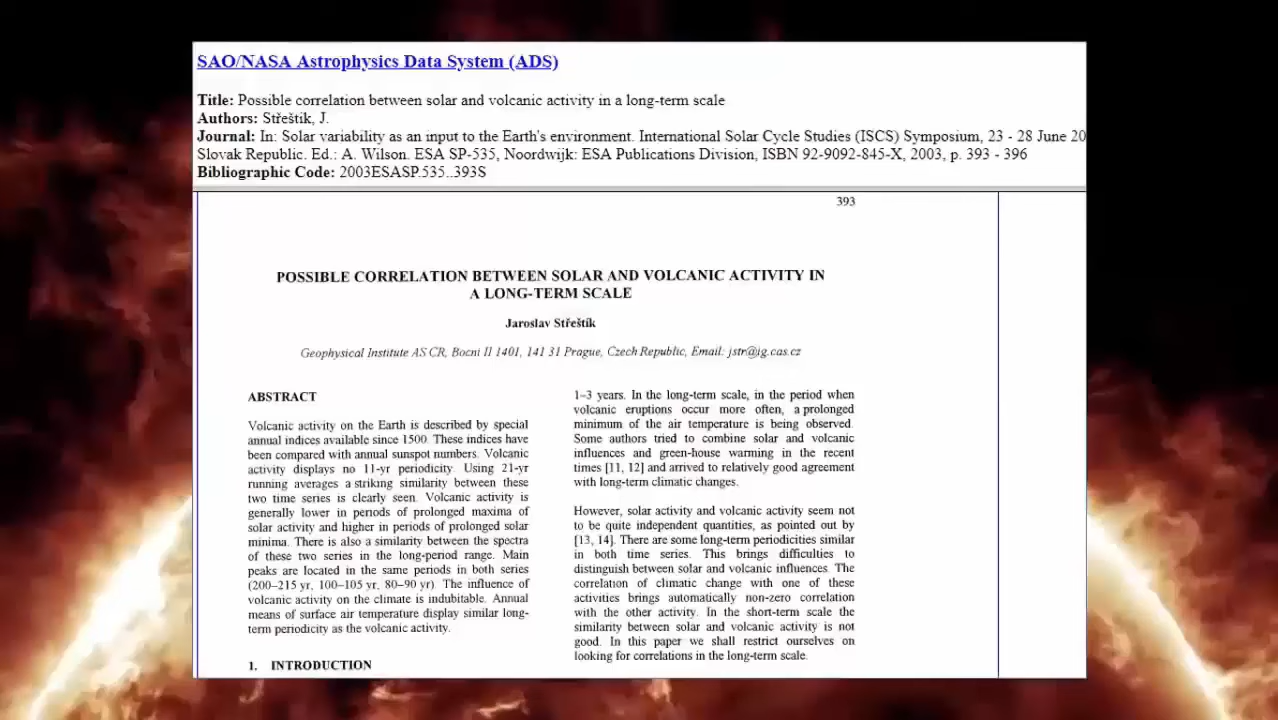 SAO/NASA Astrophysics Data System (ADS)
Title: Possible correlation between solar and volcanic activity in a long-term scale
Authors: Střeštik, J.
Journal: In: Solar variability as an input to the Earth's environment. International Solar Cycle Studies (ISCS) Symposium, 23 - 28 June 20
Slovak Republic. Ed.: A. Wilson. ESA SP-535, Noordwijk: ESA Publications Division, ISBN 92-9092-845-X, 2003, p. 393 - 396
Bibliographic Code: 2003ESASP.535..393S
393
POSSIBLE CORRELATION BETWEEN SOLAR AND VOLCANIC ACTIVITY IN
A LONG-TERM SCALE
Jaroslav Střeštík
Geophysical Institute AS CR, Bocni II 1401, 141 31 Prague, Czech Republic, Email: jstr@ig.cas.cz
ABSTRACT
Volcanic activity on the Earth is described by special
annual indices available since 1500. These indices have
been compared with annual sunspot numbers. Volcanic
activity displays no 11-yr periodicity. Using 21-yr
running averages a striking similarity between these
two time series is clearly seen. Volcanic activity is
generally lower in periods of prolonged maxima of
solar activity and higher in periods of prolonged solar
minima. There is also a similarity between the spectra
of these two series in the long-period range. Main
peaks are located in the same periods in both series
(200–215 yr, 100–105 yr, 80–90 yr). The influence of
volcanic activity on the climate is indubitable. Annual
means of surface air temperature display similar long-
term periodicity as the volcanic activity.
1. INTRODUCTION
1–3 years. In the long-term scale, in the period when
volcanic eruptions occur more often, a prolonged
minimum of the air temperature is being observed.
Some authors tried to combine solar and volcanic
influences and green-house warming in the recent
times [11, 12] and arrived to relatively good agreement
with long-term climatic changes.
However, solar activity and volcanic activity seem not
to be quite independent quantities, as pointed out by
[13, 14]. There are some long-term periodicities similar
in both time series. This brings difficulties to
distinguish between solar and volcanic influences. The
correlation of climatic change with one of these
activities brings automatically non-zero correlation
with the other activity. In the short-term scale the
similarity between solar and volcanic activity is not
good. In this paper we shall restrict ourselves on
looking for correlations in the long-term scale.